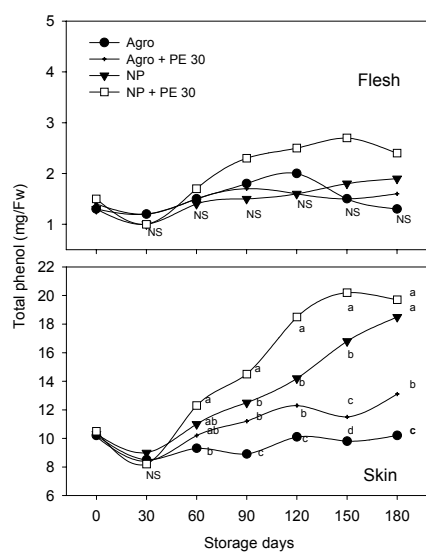 5
Agro
Agro + PE 30
4
NP
Flesh
NP + PE 30
3
2
1
NS
NS
NS
NS
NS
NS
Total phenol (mg/Fw)
22
20
a
a
a
18
a
16
b
14
a
b
b
12
a
b
c
ab
b
b
10
ab
b
c
c
d
c
8
NS
Skin
6
0 30 60 90 120 150 180
Storage days